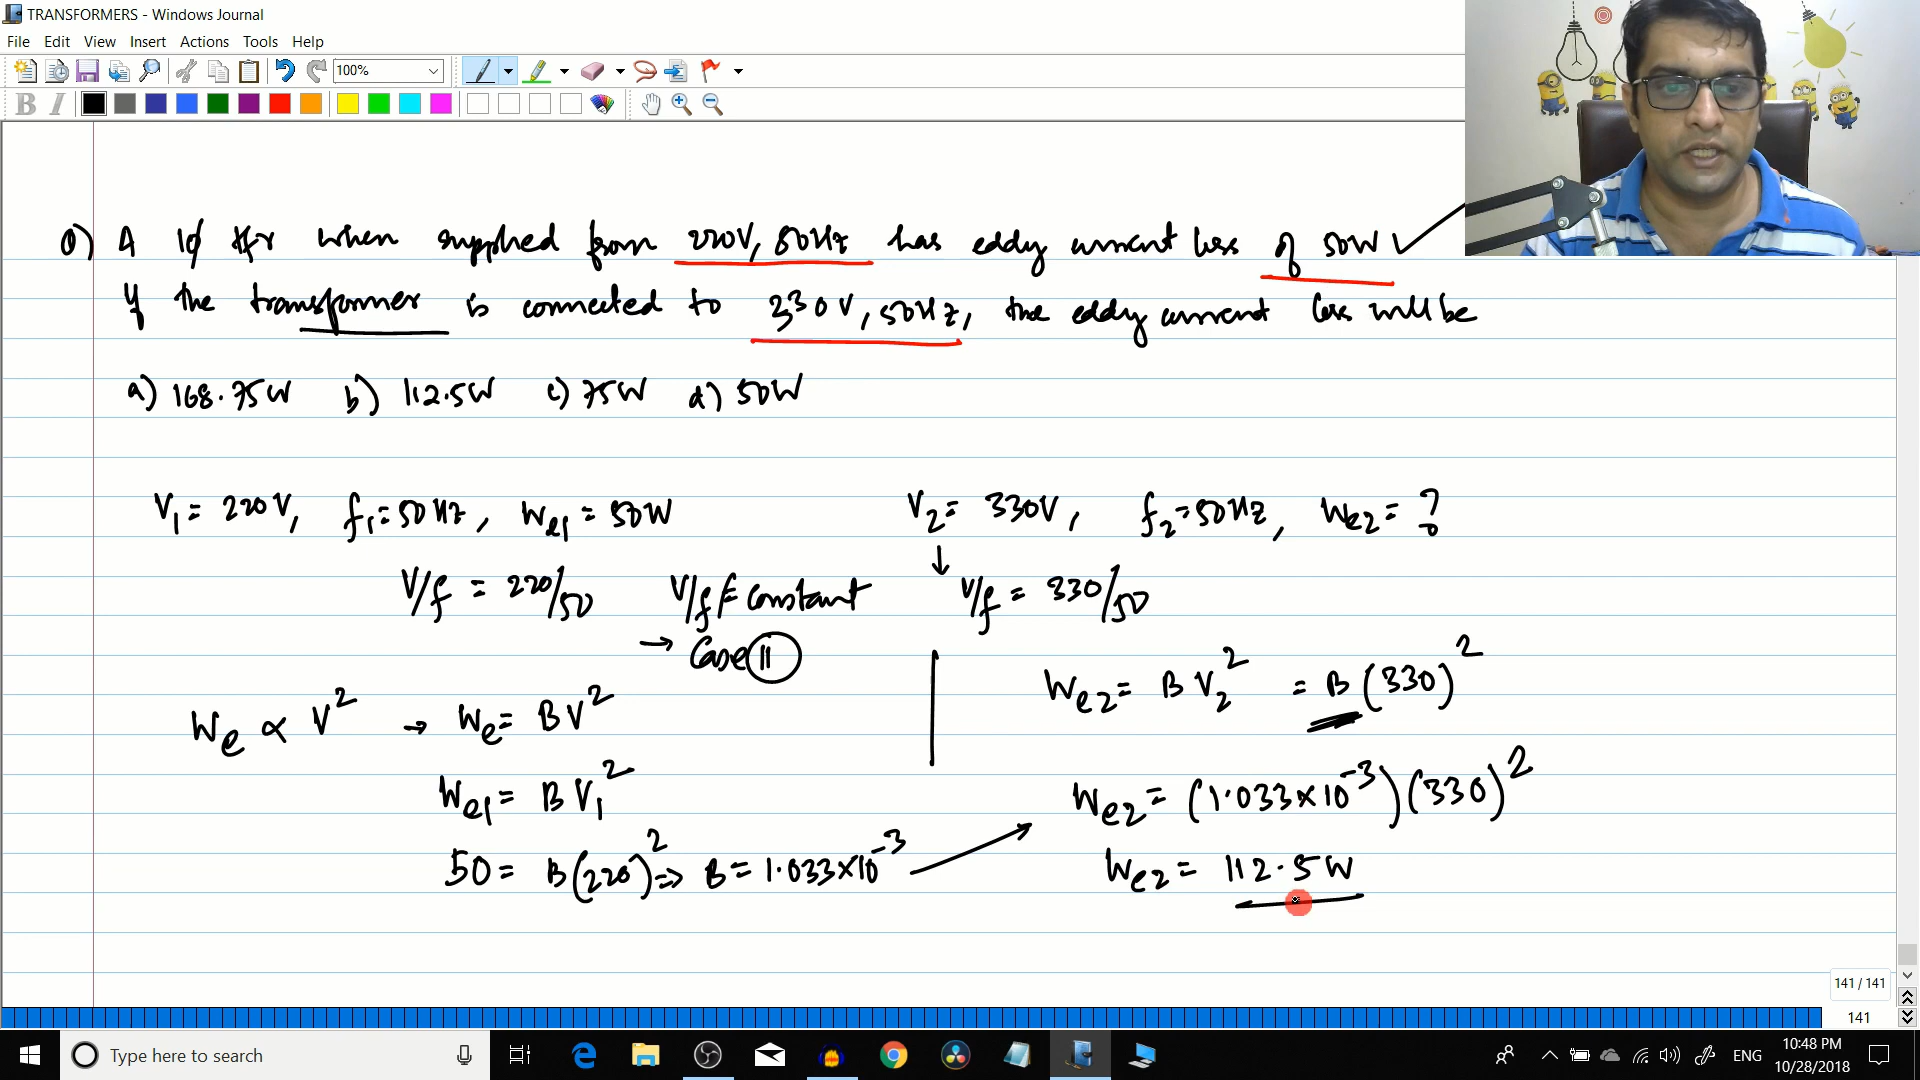 TRANSFORMERS - Windows Journal
File Edit View Insert Actions Tools Help
100%
B I
Q) A 1φ t/fr when supplied from 220V, 50Hz has eddy current loss of 50W
If the transformer is connected to 330V, 50Hz, the eddy current loss will be
a) 168.75W b) 112.5W c) 75W d) 50W
V1 = 220V, f1 = 50Hz, We1 = 50W V2 = 330V, f2 = 50Hz, We2 = ?
V/f = 220/50 V/f ≠ constant V/f = 330/50
→ Case II
We2 = B V2² = B (330)²
We ∝ V² → We = BV²
We1 = B V1² We2 = (1.033×10⁻³)(330)²
50 = B(220)² ⇒ B = 1.033×10⁻³ We2 = 112.5W
141 / 141
141
Type here to search
ENG
10:48 PM
10/28/2018